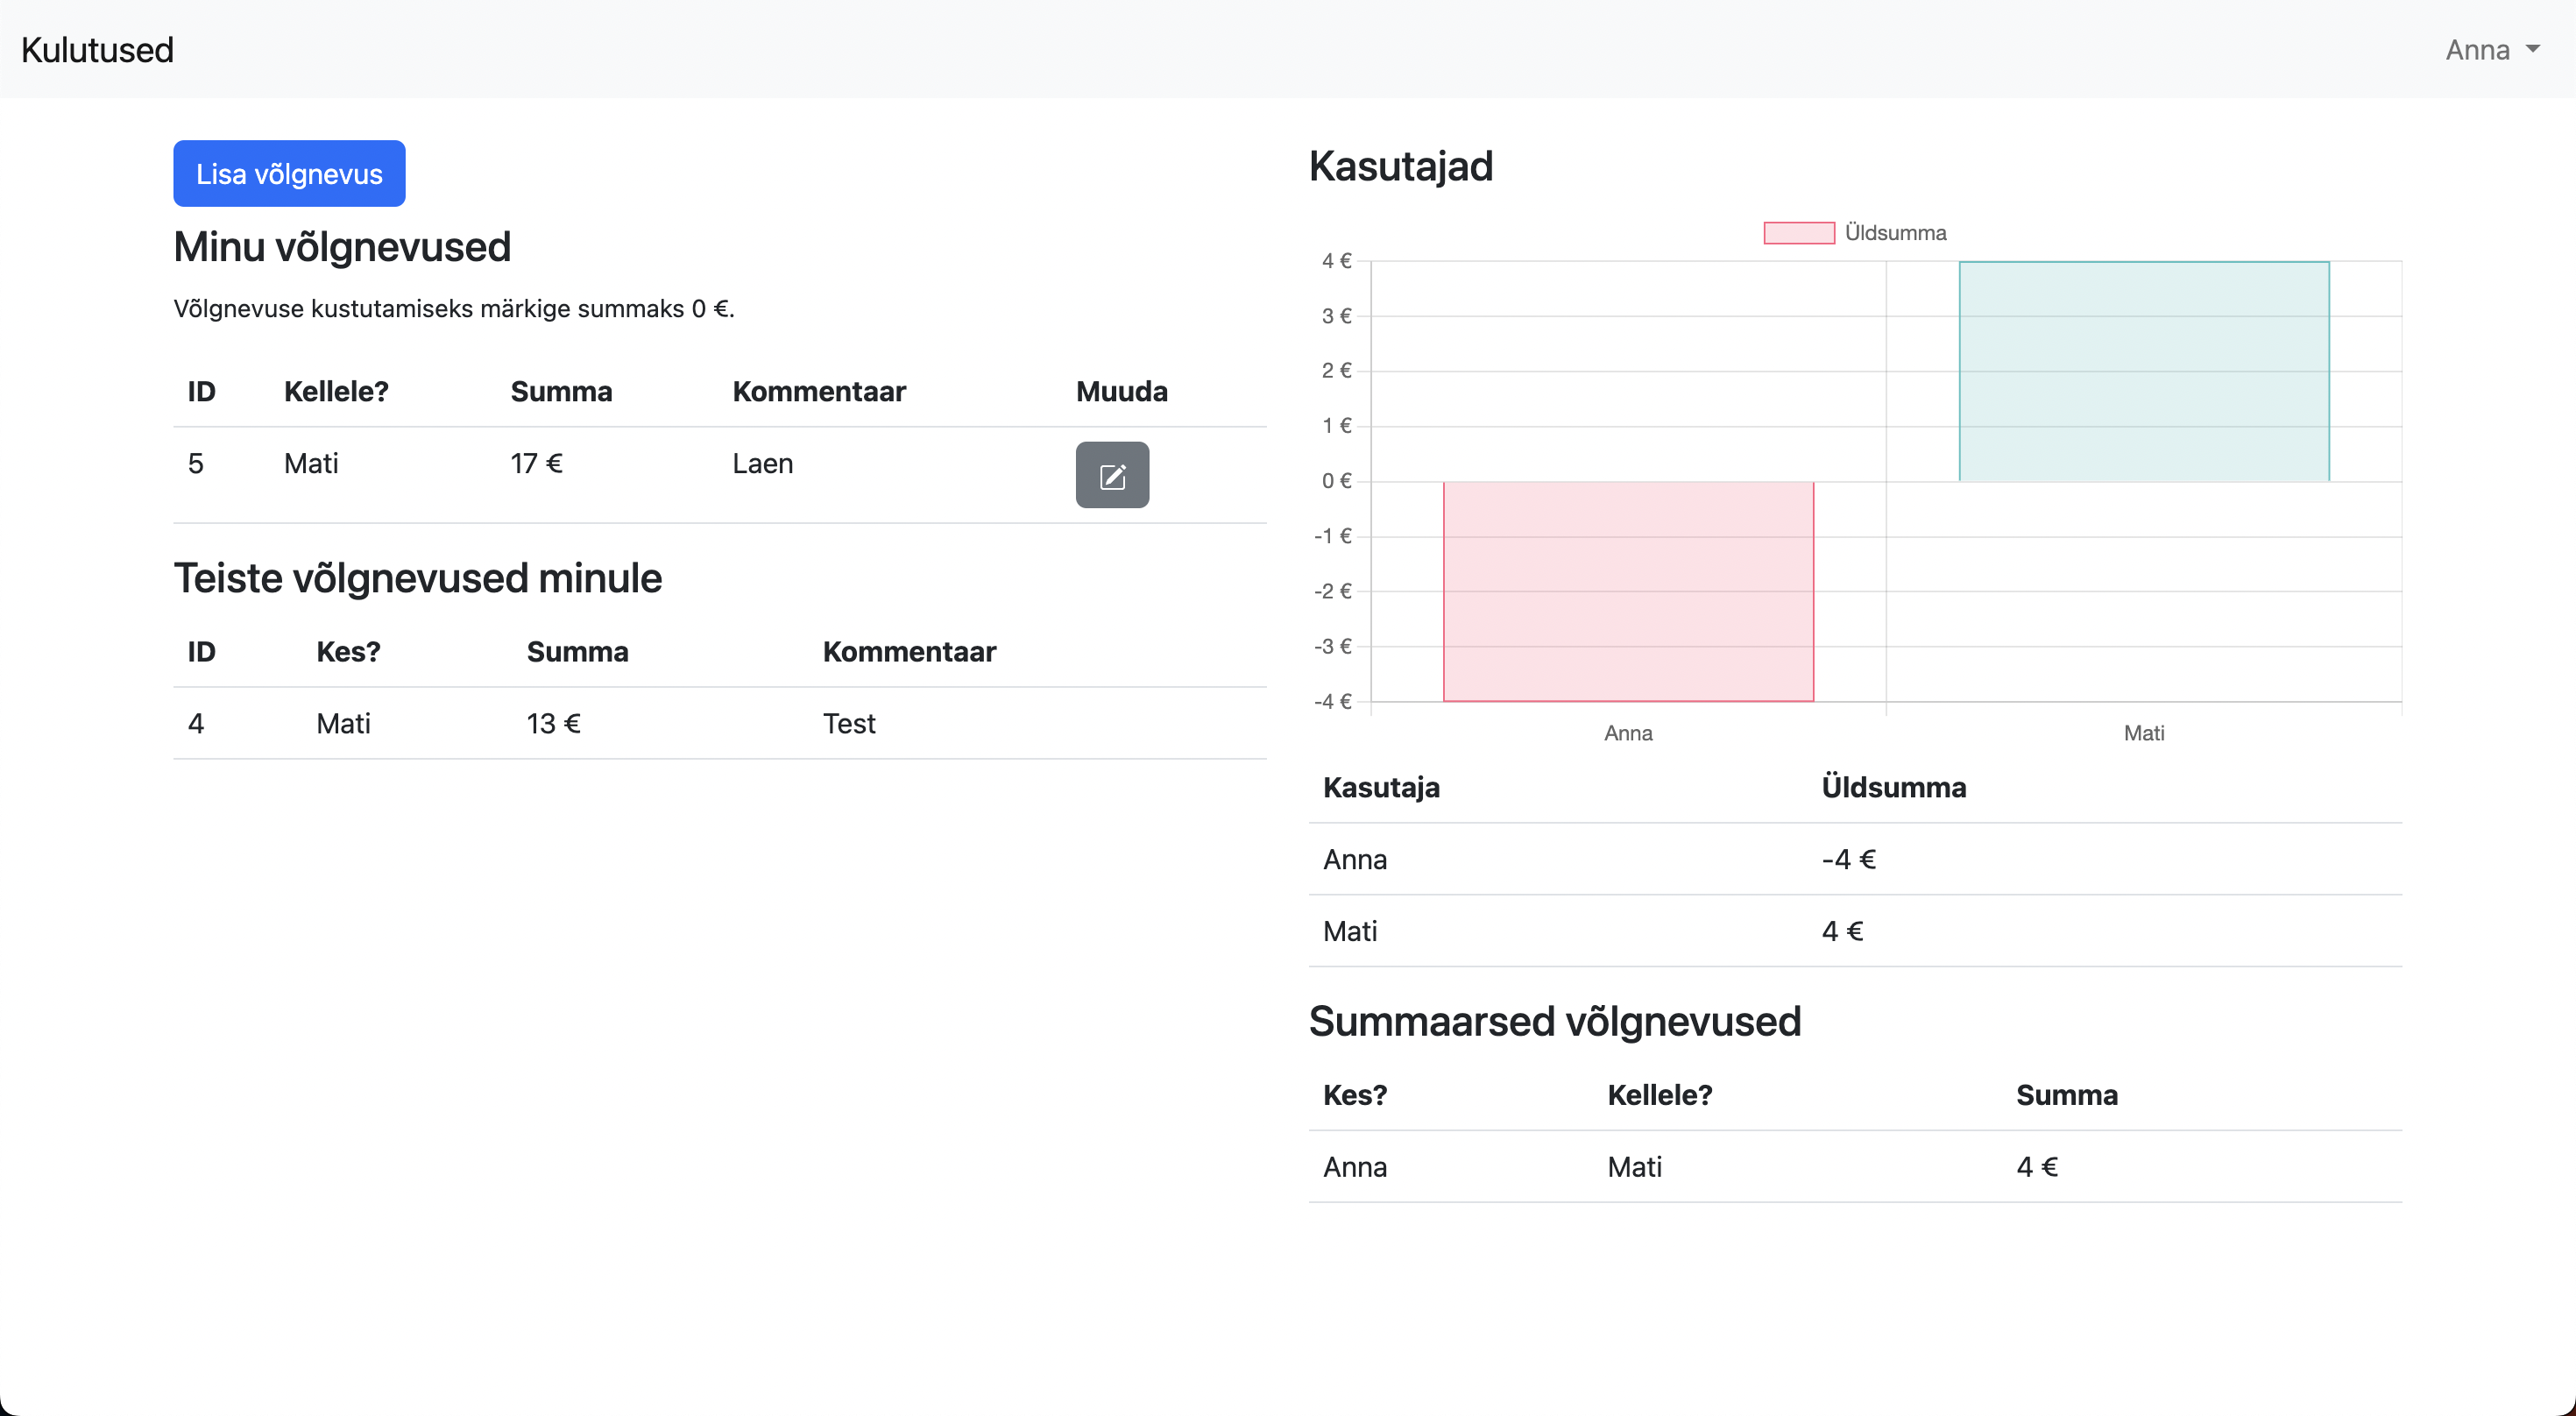 Kulutused
Anna
Lisa võlgnevus
Minu võlgnevused
Võlgnevuse kustutamiseks märkige summaks 0 €.
ID Kellele? Summa Kommentaar Muuda
5 Mati 17 € Laen
Teiste võlgnevused minule
ID Kes? Summa Kommentaar
4 Mati 13 € Test
Kasutajad
Üldsumma
4 €
3 €
2 €
1 €
0 €
-1 €
-2 €
-3 €
-4 €
Anna Mati
Kasutaja Üldsumma
Anna -4 €
Mati 4 €
Summaarsed võlgnevused
Kes? Kellele? Summa
Anna Mati 4 €